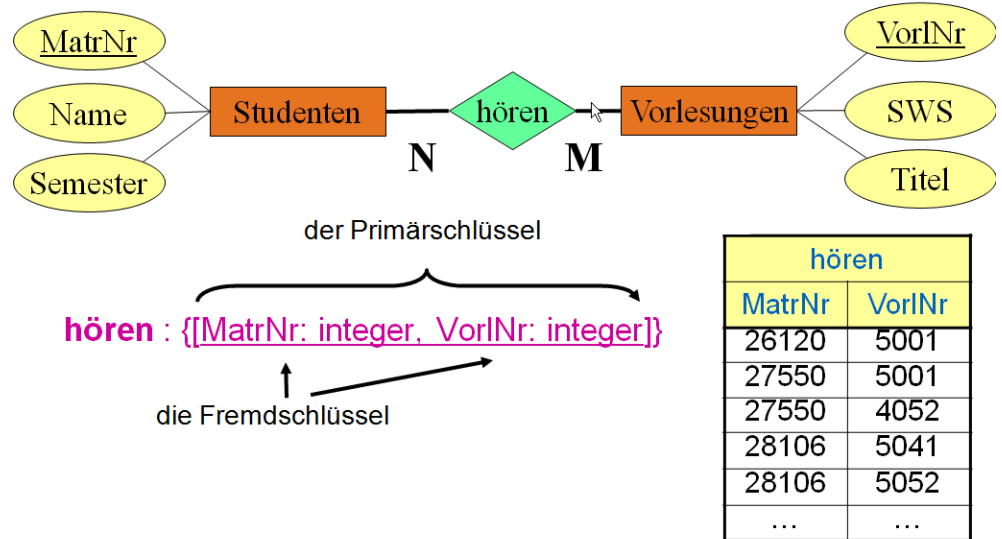 MatrNr
Name
Semester
Studenten
N
hören
M
Vorlesungen
VorlNr
SWS
Titel
der Primärschlüssel
hören : {[MatrNr: integer, VorlNr: integer]}
die Fremdschlüssel
hören
MatrNr VorlNr
26120 5001
27550 5001
27550 4052
28106 5041
28106 5052
... ...